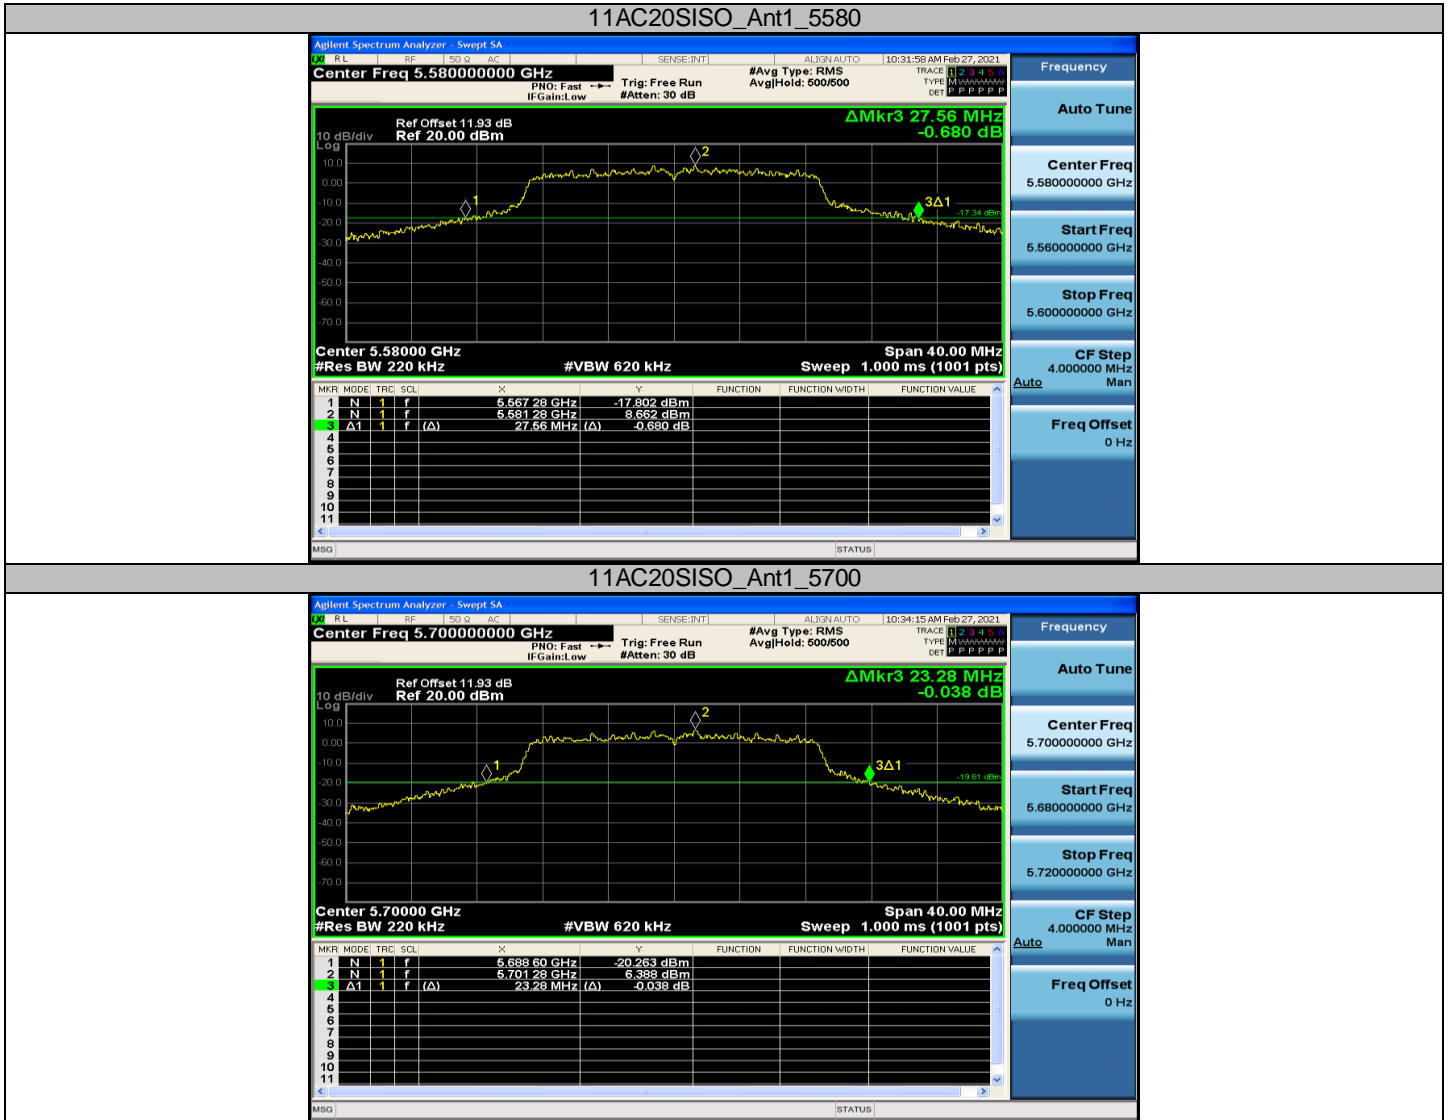 11AC20SISO_Ant1_5580
Agilent Spectrum Analyzer - Swept SA
RL RF 50 Ω AC SENSE:INT ALIGN AUTO 10:31:58 AM Feb 27, 2021
Center Freq 5.580000000 GHz #Avg Type: RMS TRACE 1 2 3 4 5 6
PNO: Fast Trig: Free Run Avg|Hold: 500/500 TYPE M
IFGain:Low #Atten: 30 dB DET P P P P P P
Frequency
Auto Tune
Ref Offset 11.93 dB ΔMkr3 27.56 MHz
10 dB/div Ref 20.00 dBm -0.680 dB
Log
10.0
0.00
-10.0
-20.0
-30.0
-40.0
-50.0
-60.0
-70.0
1
2
3Δ1
-17.34 dBm
Center 5.58000 GHz Span 40.00 MHz
#Res BW 220 kHz #VBW 620 kHz Sweep 1.000 ms (1001 pts)
MKR MODE TRC SCL X Y FUNCTION FUNCTION WIDTH FUNCTION VALUE
1 N 1 f 5.567 28 GHz -17.802 dBm
2 N 1 f 5.581 28 GHz 8.662 dBm
3 Δ1 1 f (Δ) 27.56 MHz (Δ) -0.680 dB
4
5
6
7
8
9
10
11
MSG STATUS
Center Freq
5.580000000 GHz
Start Freq
5.560000000 GHz
Stop Freq
5.600000000 GHz
CF Step
4.000000 MHz
Auto Man
Freq Offset
0 Hz
11AC20SISO_Ant1_5700
Agilent Spectrum Analyzer - Swept SA
RL RF 50 Ω AC SENSE:INT ALIGN AUTO 10:34:15 AM Feb 27, 2021
Center Freq 5.700000000 GHz #Avg Type: RMS TRACE 1 2 3 4 5 6
PNO: Fast Trig: Free Run Avg|Hold: 500/500 TYPE M
IFGain:Low #Atten: 30 dB DET P P P P P P
Frequency
Auto Tune
Ref Offset 11.93 dB ΔMkr3 23.28 MHz
10 dB/div Ref 20.00 dBm -0.038 dB
Log
10.0
0.00
-10.0
-20.0
-30.0
-40.0
-50.0
-60.0
-70.0
1
2
3Δ1
-19.61 dBm
Center 5.70000 GHz Span 40.00 MHz
#Res BW 220 kHz #VBW 620 kHz Sweep 1.000 ms (1001 pts)
MKR MODE TRC SCL X Y FUNCTION FUNCTION WIDTH FUNCTION VALUE
1 N 1 f 5.688 60 GHz -20.263 dBm
2 N 1 f 5.701 28 GHz 6.388 dBm
3 Δ1 1 f (Δ) 23.28 MHz (Δ) -0.038 dB
4
5
6
7
8
9
10
11
MSG STATUS
Center Freq
5.700000000 GHz
Start Freq
5.680000000 GHz
Stop Freq
5.720000000 GHz
CF Step
4.000000 MHz
Auto Man
Freq Offset
0 Hz